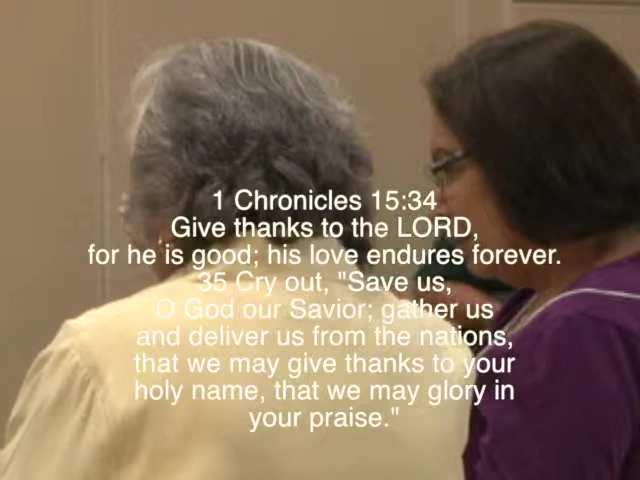 1 Chronicles 15:34
Give thanks to the LORD,
for he is good; his love endures forever.
35 Cry out, "Save us,
O God our Savior; gather us
and deliver us from the nations,
that we may give thanks to your
holy name, that we may glory in
your praise."